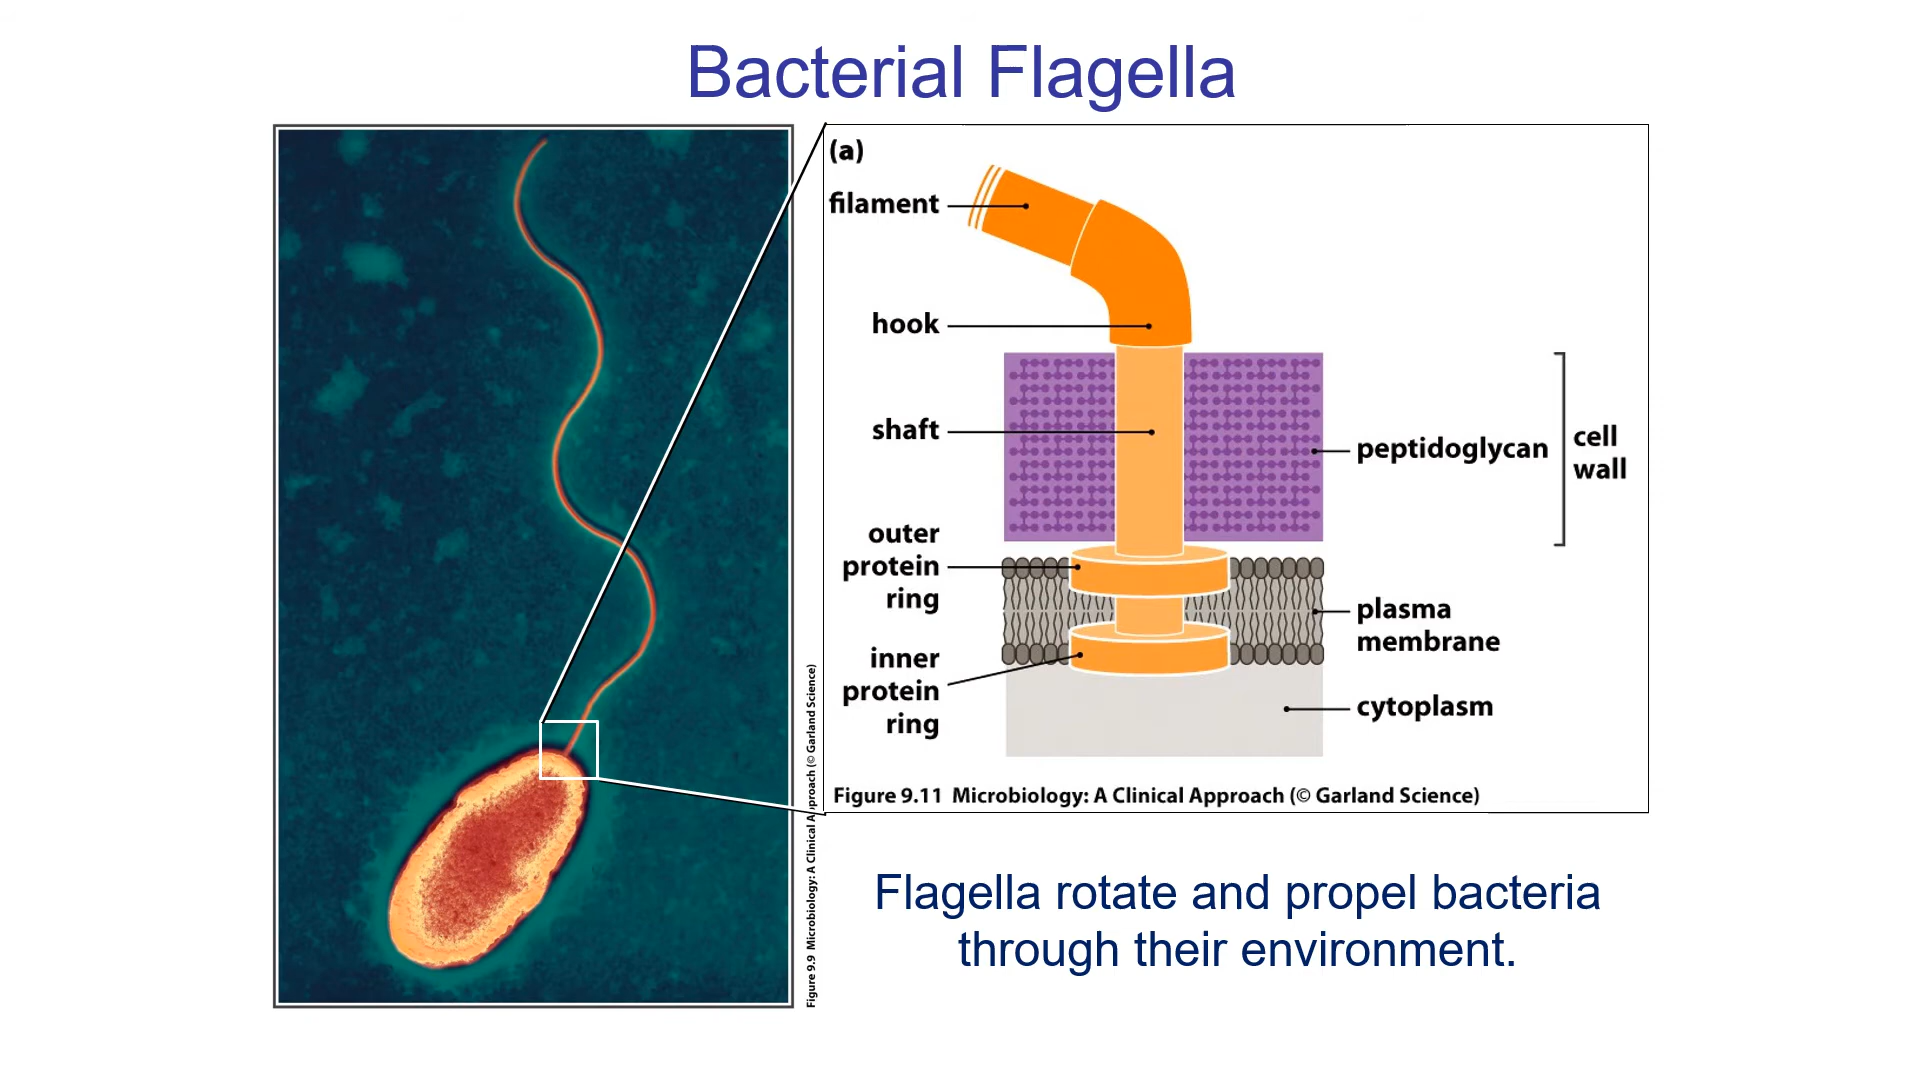 Bacterial Flagella
(a)
filament
hook
shaft
outer
protein
ring
inner
protein
ring
peptidoglycan
cell
wall
plasma
membrane
cytoplasm
Figure 9.11 Microbiology: A Clinical Approach (© Garland Science)
Figure 9.9 Microbiology: A Clinical Approach (© Garland Science)
Flagella rotate and propel bacteria
through their environment.